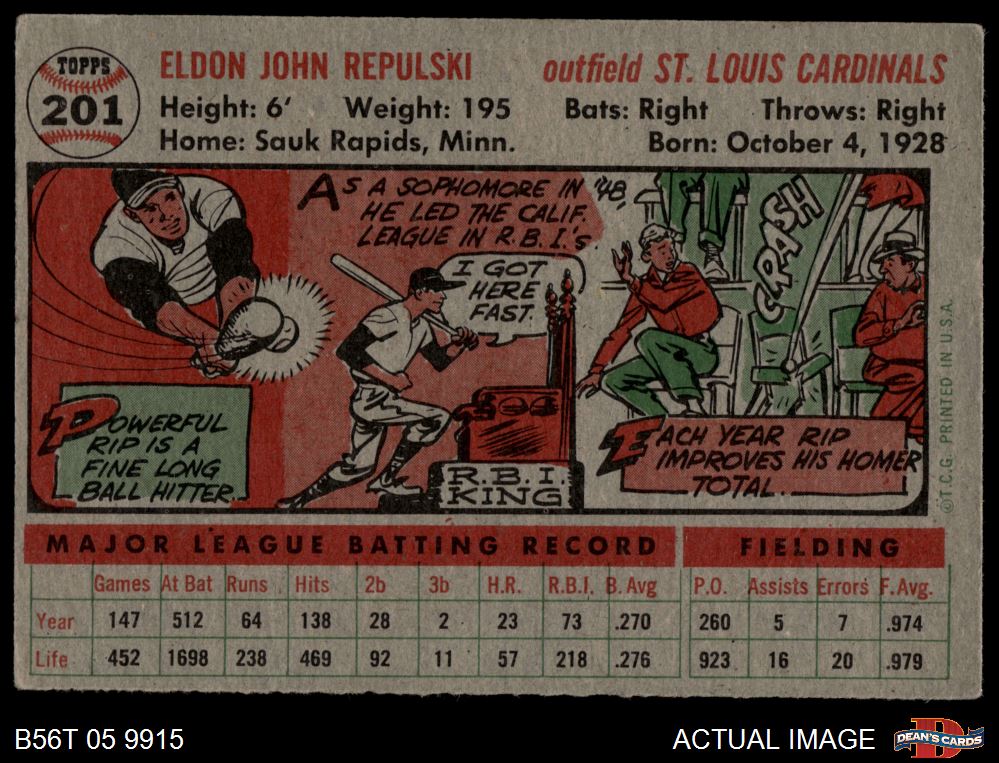 TOPPS
201
ELDON JOHN REPULSKI outfield ST. LOUIS CARDINALS
Height: 6' Weight: 195 Bats: Right Throws: Right
Home: Sauk Rapids, Minn. Born: October 4, 1928
AS A SOPHOMORE IN '48,
HE LED THE CALIF.
LEAGUE IN R.B.I.'s.
I GOT
HERE
FAST.
CRASH
POWERFUL
RIP IS A
FINE LONG
BALL HITTER.
R.B.I.
KING
EACH YEAR RIP
IMPROVES HIS HOMER
TOTAL.
©T.C.G. PRINTED IN U.S.A.
MAJOR LEAGUE BATTING RECORD FIELDING
Games At Bat Runs Hits 2b 3b H.R. R.B.I. B. Avg P.O. Assists Errors F. Avg.
Year 147 512 64 138 28 2 23 73 .270 260 5 7 .974
Life 452 1698 238 469 92 11 57 218 .276 923 16 20 .979
B56T 05 9915 ACTUAL IMAGE DEAN'S CARDS